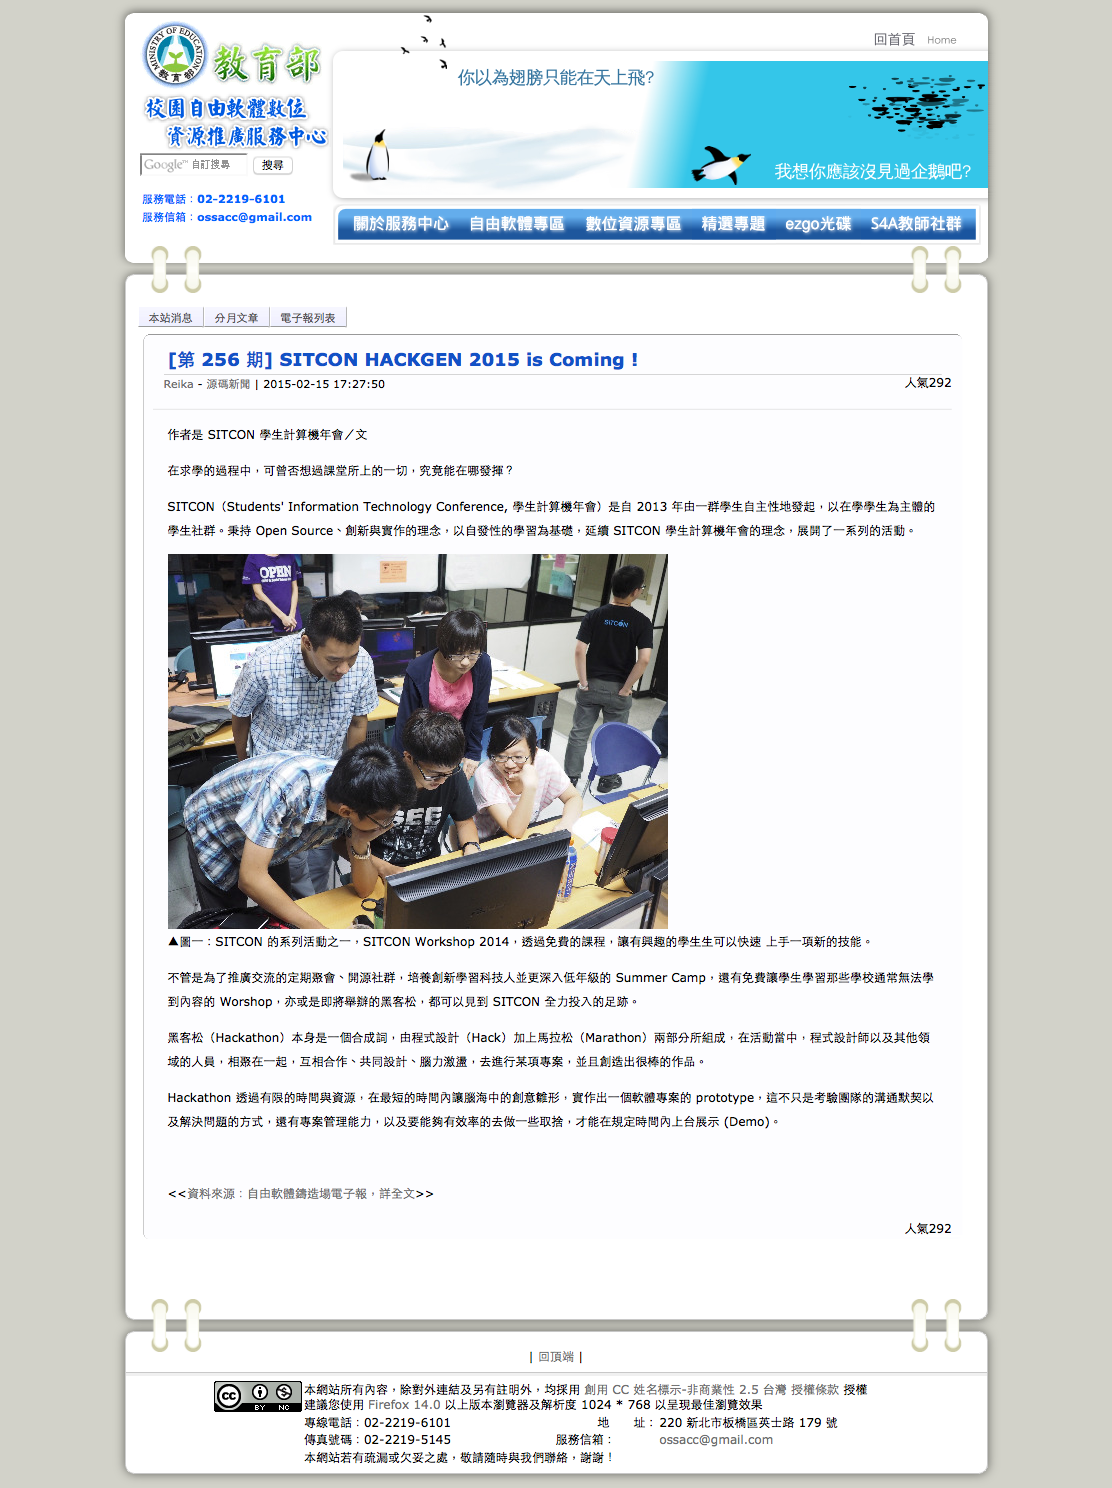 回首頁 Home
MINISTRY OF EDUCATION
教育部
教育部
校園自由軟體數位
資源推廣服務中心
你以為翅膀只能在天上飛?
我想你應該沒見過企鵝吧?
Google™ 自訂搜尋 搜尋
服務電話：02-2219-6101
服務信箱：ossacc@gmail.com
關於服務中心 自由軟體專區 數位資源專區 精選專題 ezgo光碟 S4A教師社群
本站消息 分月文章 電子報列表
[第 256 期] SITCON HACKGEN 2015 is Coming !
Reika - 源碼新聞 | 2015-02-15 17:27:50 人氣292
作者是 SITCON 學生計算機年會／文
在求學的過程中，可曾否想過課堂所上的一切，究竟能在哪發揮？
SITCON（Students' Information Technology Conference, 學生計算機年會）是自 2013 年由一群學生自主性地發起，以在學學生為主體的
學生社群。秉持 Open Source、創新與實作的理念，以自發性的學習為基礎，延續 SITCON 學生計算機年會的理念，展開了一系列的活動。
OPEN
SITCON
SEE
▲圖一：SITCON 的系列活動之一，SITCON Workshop 2014，透過免費的課程，讓有興趣的學生生可以快速 上手一項新的技能。
不管是為了推廣交流的定期聚會、開源社群，培養創新學習科技人並更深入低年級的 Summer Camp，還有免費讓學生學習那些學校通常無法學
到內容的 Worshop，亦或是即將舉辦的黑客松，都可以見到 SITCON 全力投入的足跡。
黑客松（Hackathon）本身是一個合成詞，由程式設計（Hack）加上馬拉松（Marathon）兩部分所組成，在活動當中，程式設計師以及其他領
域的人員，相聚在一起，互相合作、共同設計、腦力激盪，去進行某項專案，並且創造出很棒的作品。
Hackathon 透過有限的時間與資源，在最短的時間內讓腦海中的創意雛形，實作出一個軟體專案的 prototype，這不只是考驗團隊的溝通默契以
及解決問題的方式，還有專案管理能力，以及要能夠有效率的去做一些取捨，才能在規定時間內上台展示 (Demo)。
<<資料來源：自由軟體鑄造場電子報，詳全文>>
人氣292
| 回頂端 |
CC BY NC
本網站所有內容，除對外連結及另有註明外，均採用 創用 CC 姓名標示-非商業性 2.5 台灣 授權條款 授權
建議您使用 Firefox 14.0 以上版本瀏覽器及解析度 1024 * 768 以呈現最佳瀏覽效果
專線電話：02-2219-6101 地 址： 220 新北市板橋區英士路 179 號
傳真號碼：02-2219-5145 服務信箱： ossacc@gmail.com
本網站若有疏漏或欠妥之處，敬請隨時與我們聯絡，謝謝！